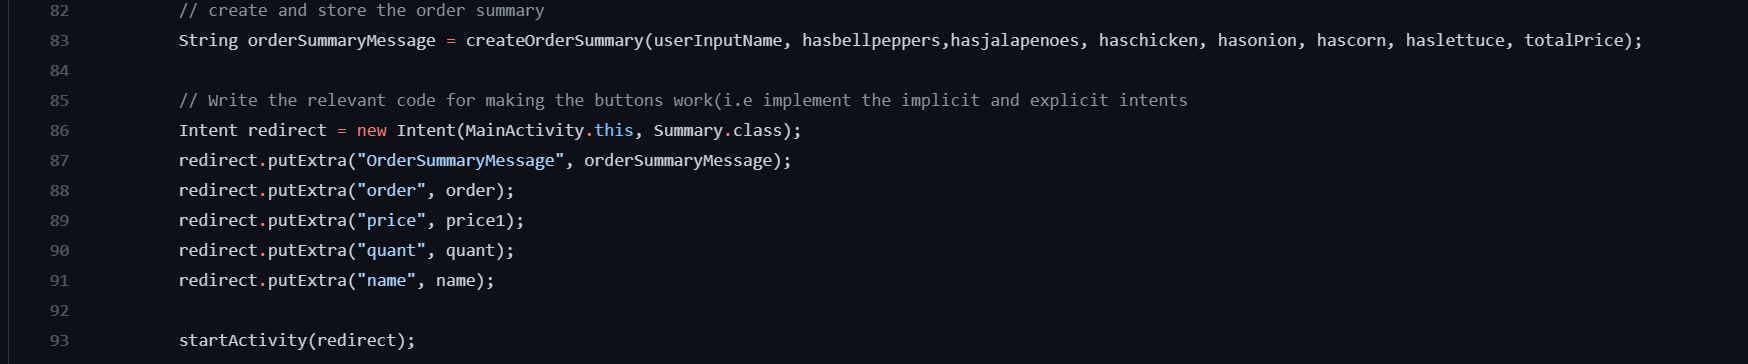 82 // create and store the order summary
83 String orderSummaryMessage = createOrderSummary(userInputName, hasbellpeppers,hasjalapenoes, haschicken, hasonion, hascorn, haslettuce, totalPrice);
84
85 // Write the relevant code for making the buttons work(i.e implement the implicit and explicit intents
86 Intent redirect = new Intent(MainActivity.this, Summary.class);
87 redirect.putExtra("OrderSummaryMessage", orderSummaryMessage);
88 redirect.putExtra("order", order);
89 redirect.putExtra("price", price1);
90 redirect.putExtra("quant", quant);
91 redirect.putExtra("name", name);
92
93 startActivity(redirect);